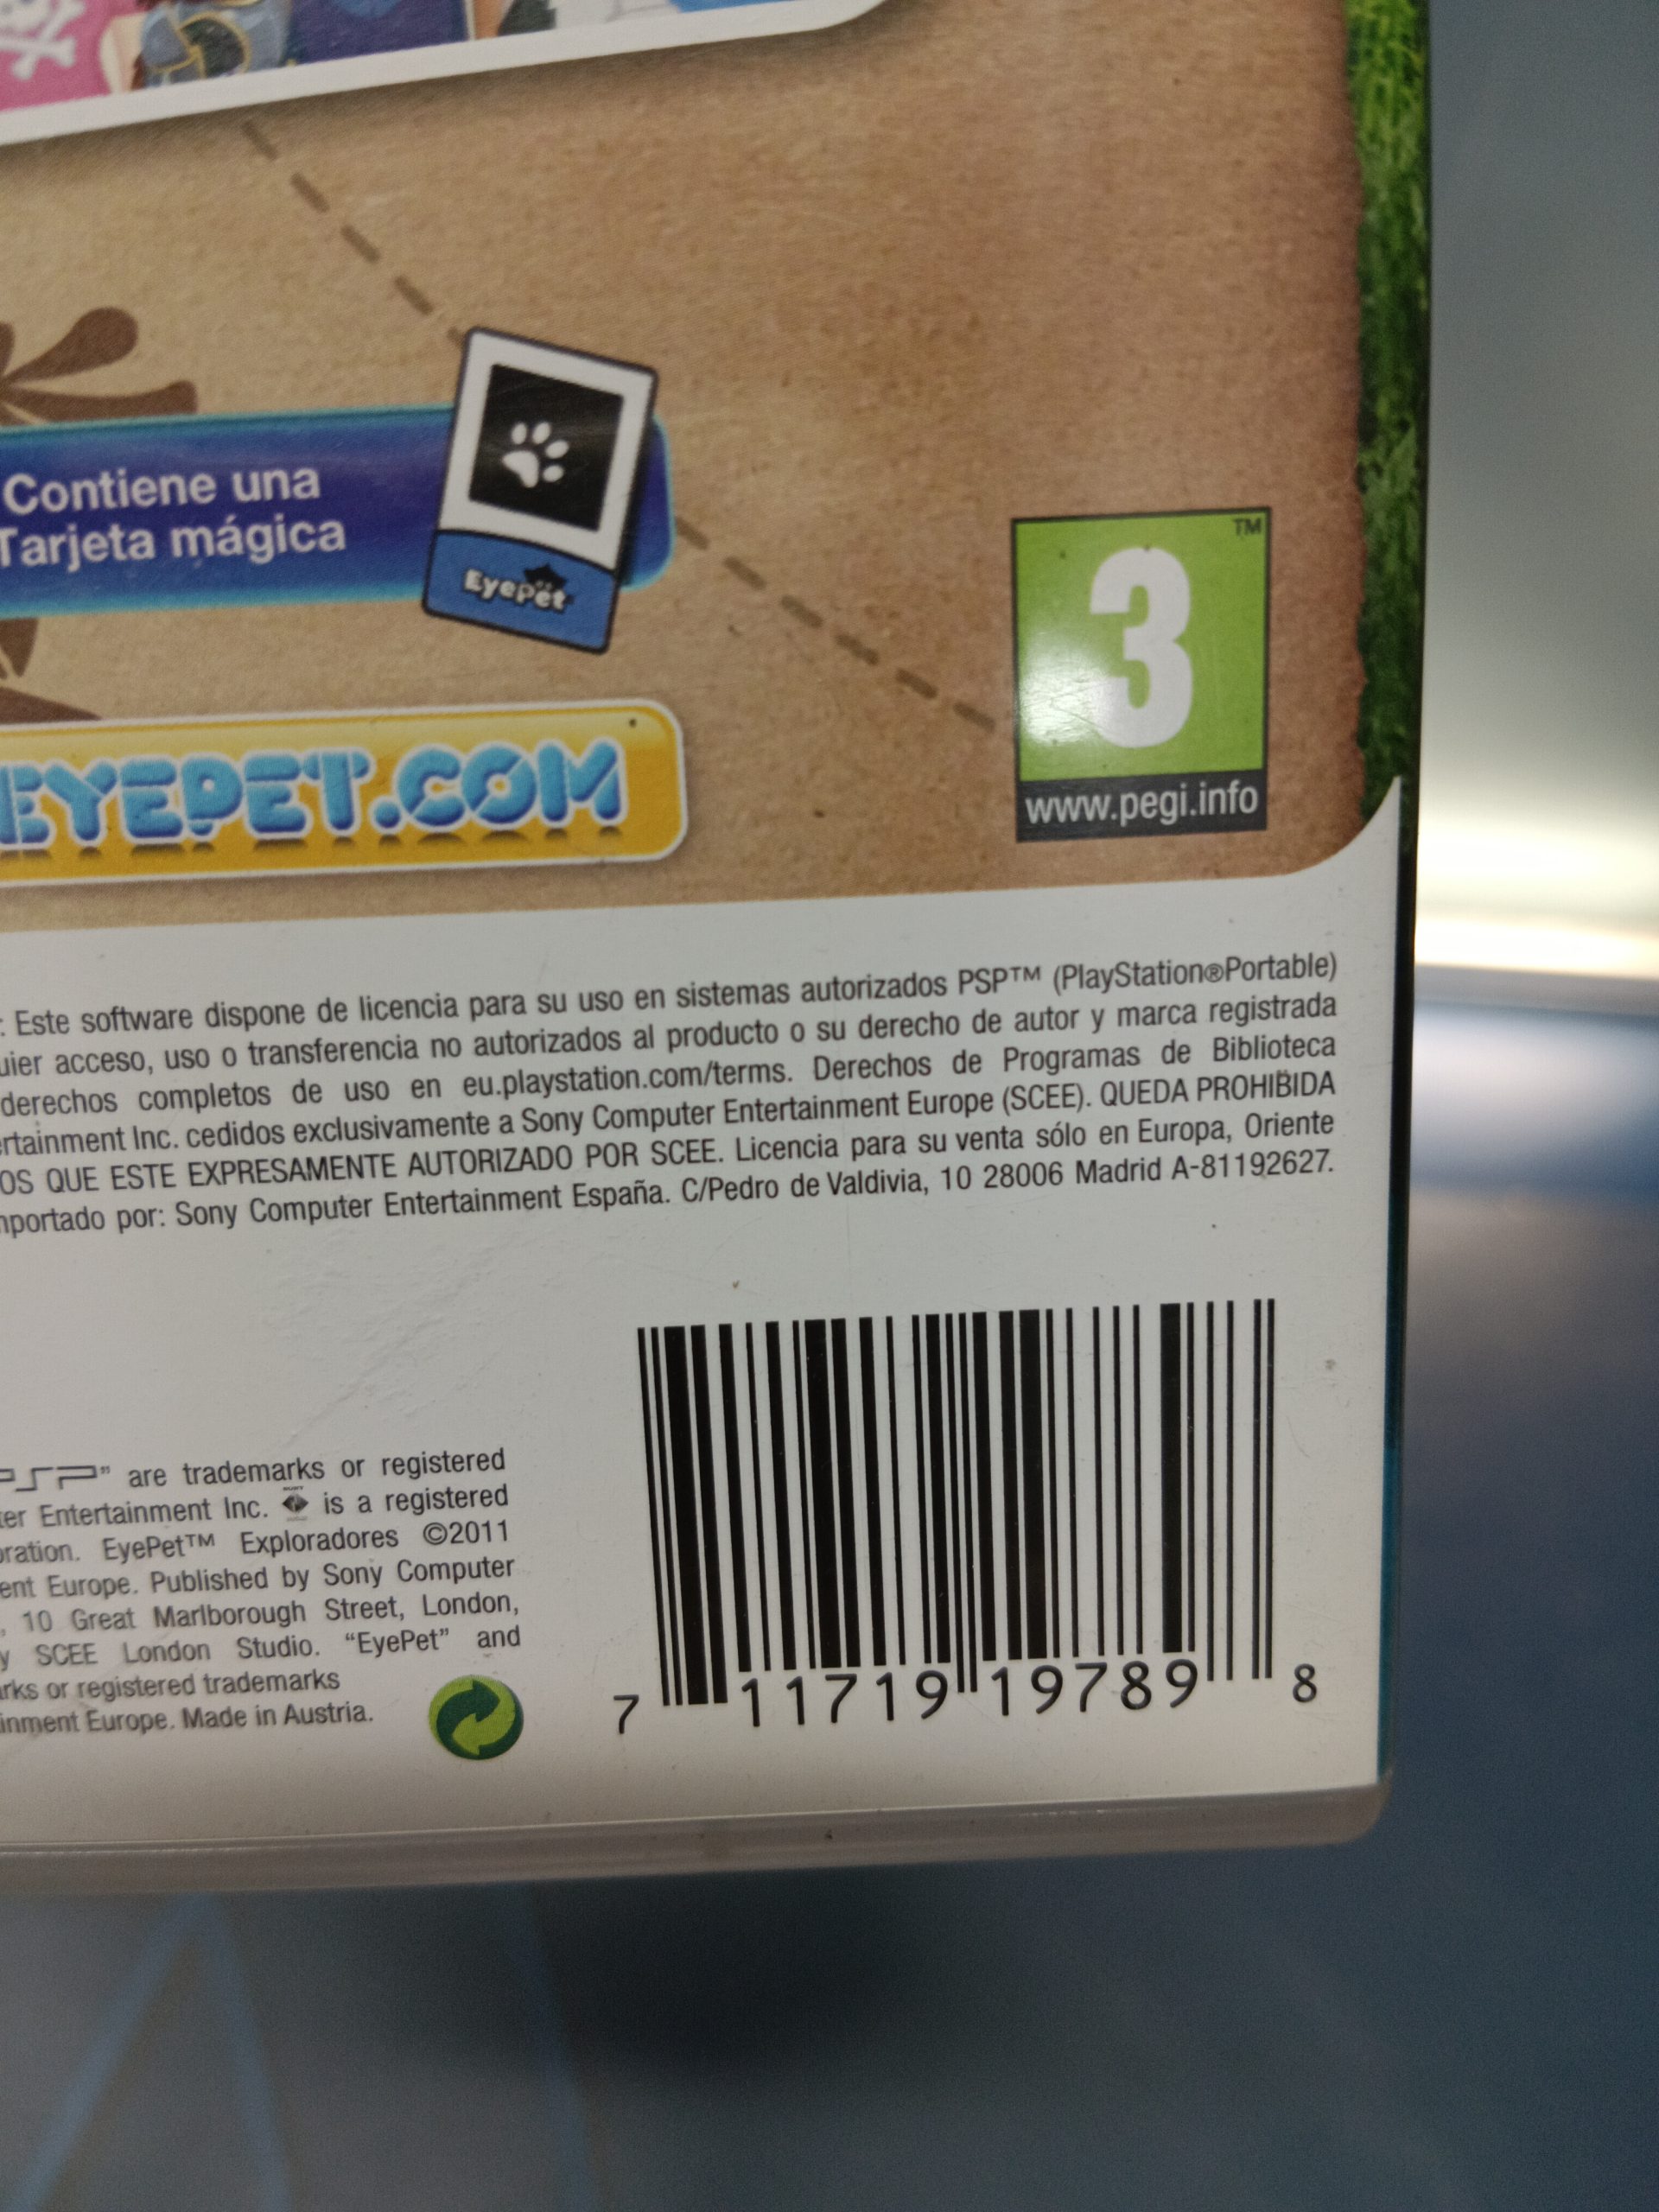 Contiene una
Tarjeta mágica
EyePet
TM
3
www.pegi.info
EYEPET.COM
: Este software dispone de licencia para su uso en sistemas autorizados PSP™ (PlayStation®Portable)
uier acceso, uso o transferencia no autorizados al producto o su derecho de autor y marca registrada
derechos completos de uso en eu.playstation.com/terms. Derechos de Programas de Biblioteca
ertainment Inc. cedidos exclusivamente a Sony Computer Entertainment Europe (SCEE). QUEDA PROHIBIDA
OS QUE ESTE EXPRESAMENTE AUTORIZADO POR SCEE. Licencia para su venta sólo en Europa, Oriente
mportado por: Sony Computer Entertainment España. C/Pedro de Valdivia, 10 28006 Madrid A-81192627.
PSP” are trademarks or registered
ter Entertainment Inc. is a registered
oration. EyePet™ Exploradores ©2011
ent Europe. Published by Sony Computer
, 10 Great Marlborough Street, London,
y SCEE London Studio. “EyePet” and
arks or registered trademarks
ainment Europe. Made in Austria.
7 11719 19789 8